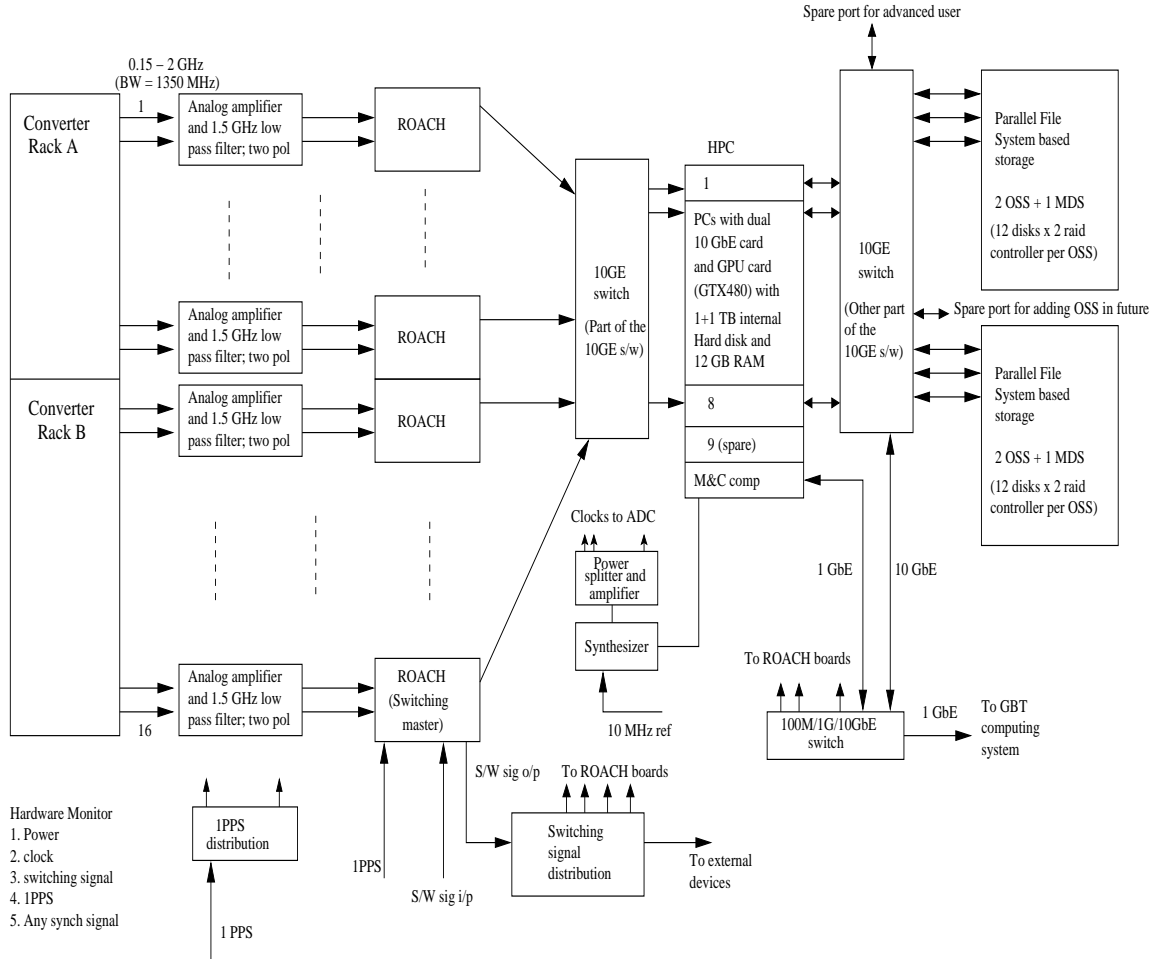 Spare port for advanced user
0.15 – 2 GHz
(BW = 1350 MHz)
1
Converter
Rack A
Analog amplifier
and 1.5 GHz low
pass filter; two pol
ROACH
Analog amplifier
and 1.5 GHz low
pass filter; two pol
ROACH
Converter
Rack B
Analog amplifier
and 1.5 GHz low
pass filter; two pol
ROACH
16
Analog amplifier
and 1.5 GHz low
pass filter; two pol
ROACH
(Switching
master)
10GE
switch
(Part of the
10GE s/w)
HPC
1
PCs with dual
10 GbE card
and GPU card
(GTX480) with
1+1 TB internal
Hard disk and
12 GB RAM
8
9 (spare)
M&C comp
10GE
switch
(Other part
of the
10GE s/w)
Parallel File
System based
storage
2 OSS + 1 MDS
(12 disks x 2 raid
controller per OSS)
Spare port for adding OSS in future
Parallel File
System based
storage
2 OSS + 1 MDS
(12 disks x 2 raid
controller per OSS)
Clocks to ADC
Power
splitter and
amplifier
Synthesizer
10 MHz ref
1 GbE
10 GbE
To ROACH boards
100M/1G/10GbE
switch
1 GbE
To GBT
computing
system
S/W sig o/p
To ROACH boards
Switching
signal
distribution
To external
devices
1PPS
S/W sig i/p
Hardware Monitor
1. Power
2. clock
3. switching signal
4. 1PPS
5. Any synch signal
1PPS
distribution
1 PPS